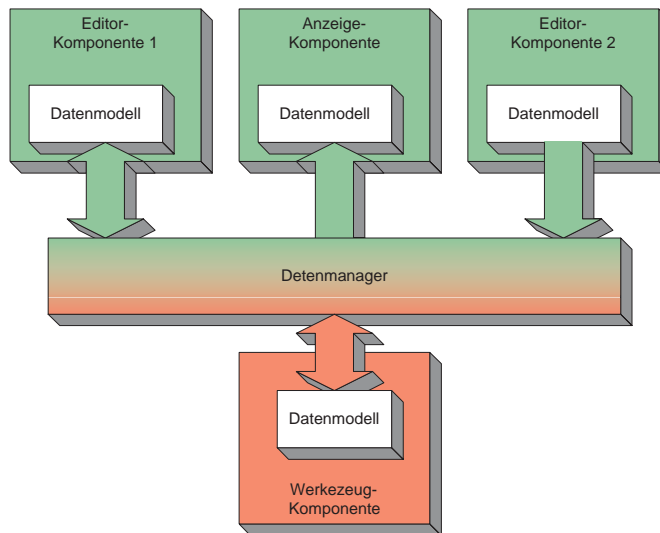 Editor-
Komponente 1
Datenmodell
Anzeige-
Komponente
Datenmodell
Editor-
Komponente 2
Datenmodell
Detenmanager
Datenmodell
Werkezeug-
Komponente